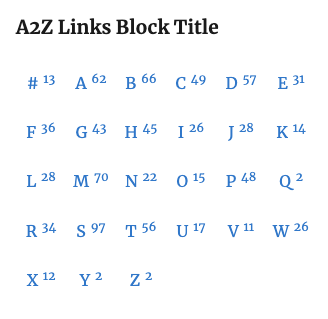 A2Z Links Block Title
# 13 A 62 B 66 C 49 D 57 E 31
F 36 G 43 H 45 I 26 J 28 K 14
L 28 M 70 N 22 O 15 P 48 Q 2
R 34 S 97 T 56 U 17 V 11 W 26
X 12 Y 2 Z 2